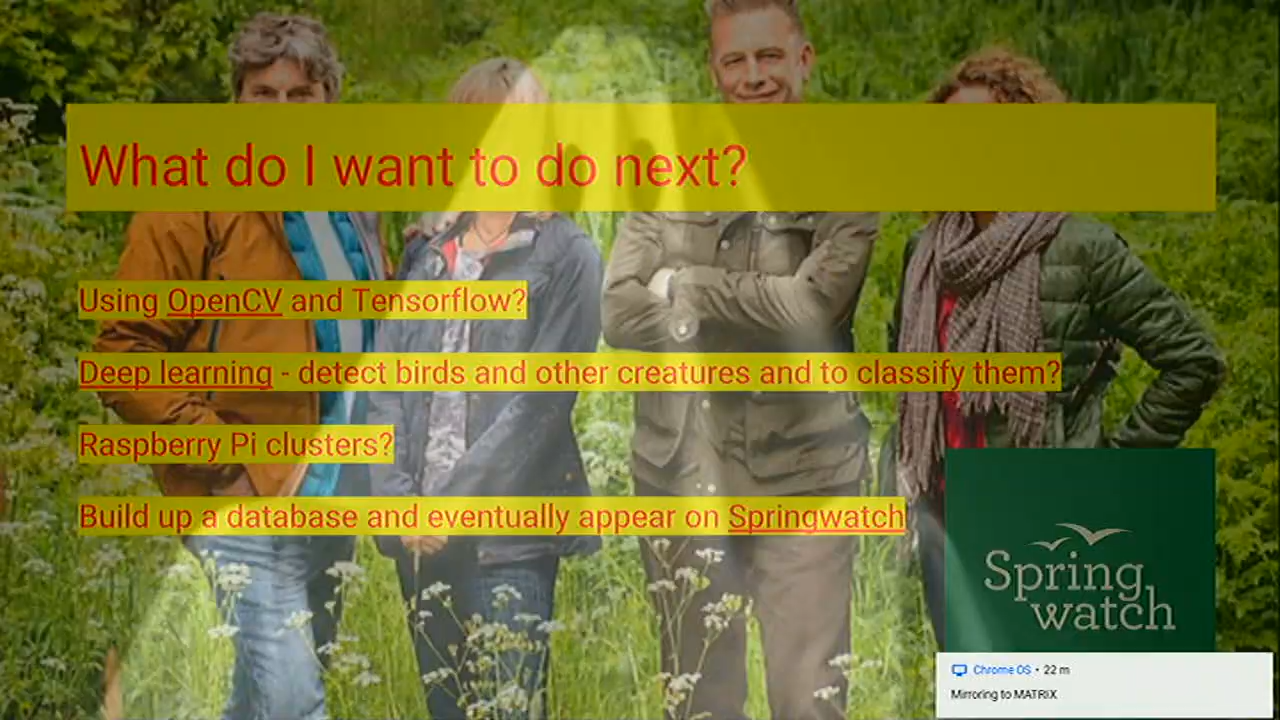 What do I want to do next?
Using OpenCV and Tensorflow?
Deep learning - detect birds and other creatures and to classify them?
Raspberry Pi clusters?
Build up a database and eventually appear on Springwatch
Spring
watch
Chrome OS • 22 m
Mirroring to MATRIX